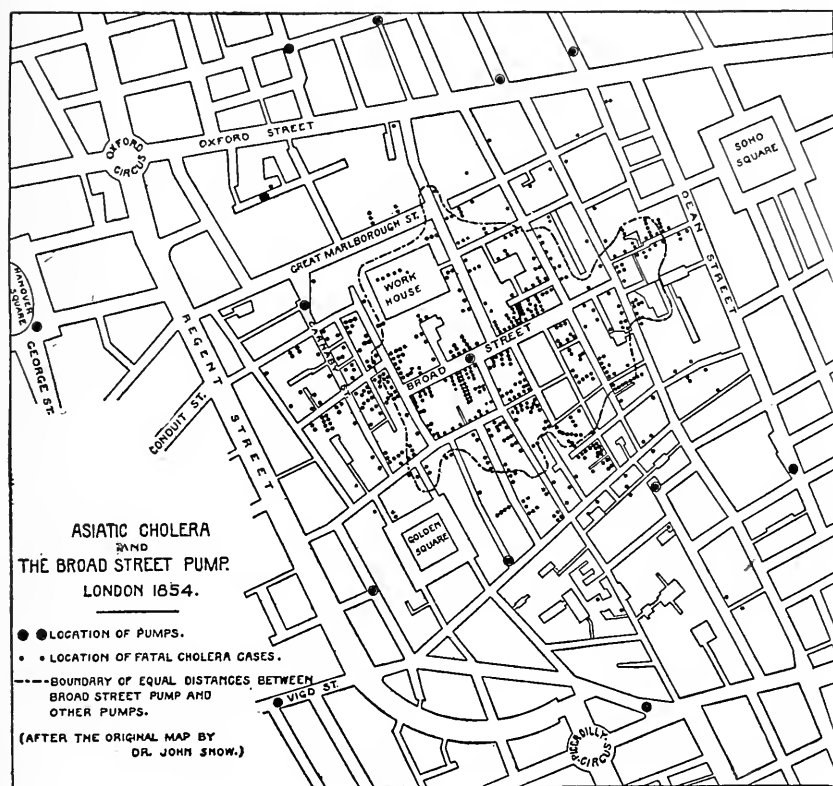 OXFORD STREET
OXFORD CIRCUS
SOHO SQUARE
DEAN STREET
GREAT MARLBOROUGH ST.
WORK HOUSE
HANOVER SQUARE
GEORGE ST.
REGENT STREET
CARNABY ST.
BROAD STREET
CONDUIT ST.
GOLDEN SQUARE
ASIATIC CHOLERA
AND
THE BROAD STREET PUMP.
LONDON 1854.
LOCATION OF PUMPS.
LOCATION OF FATAL CHOLERA CASES.
BOUNDARY OF EQUAL DISTANCES BETWEEN
BROAD STREET PUMP AND
OTHER PUMPS.
(AFTER THE ORIGINAL MAP BY
DR. JOHN SNOW.)
VIGO ST.
PICCADILLY CIRCUS